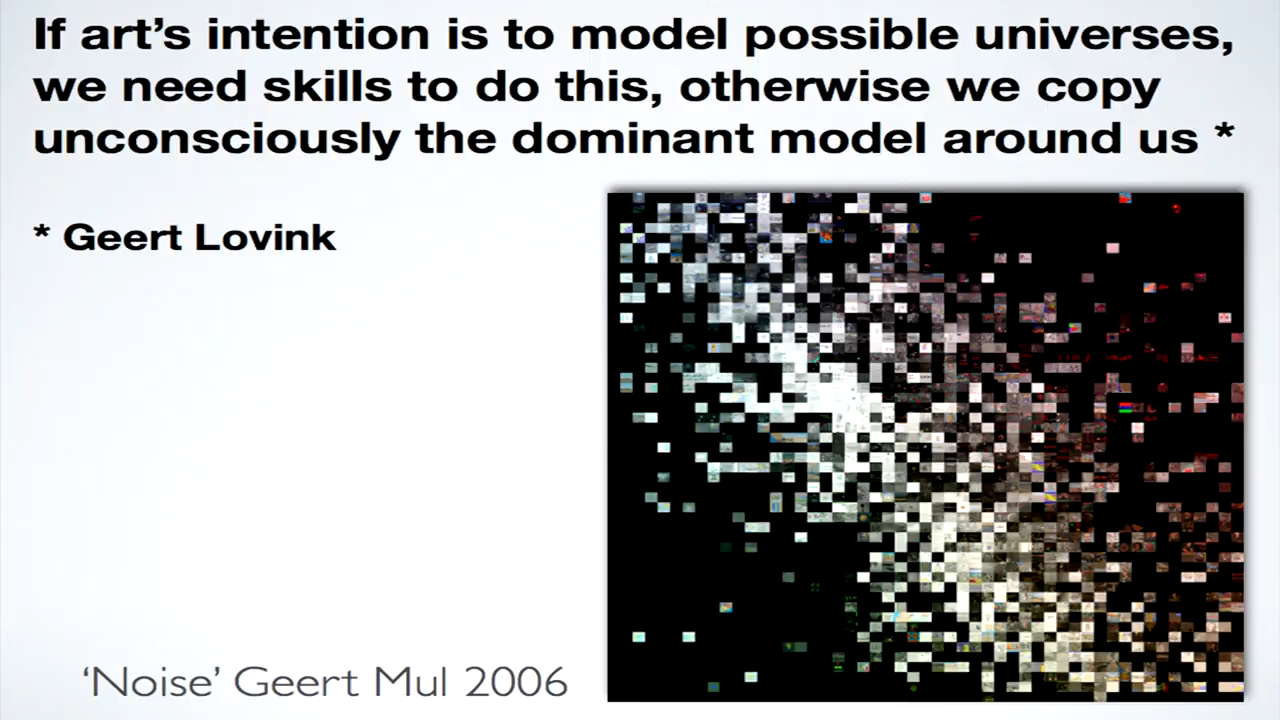 If art’s intention is to model possible universes,
we need skills to do this, otherwise we copy
unconsciously the dominant model around us *
* Geert Lovink
‘Noise’ Geert Mul 2006